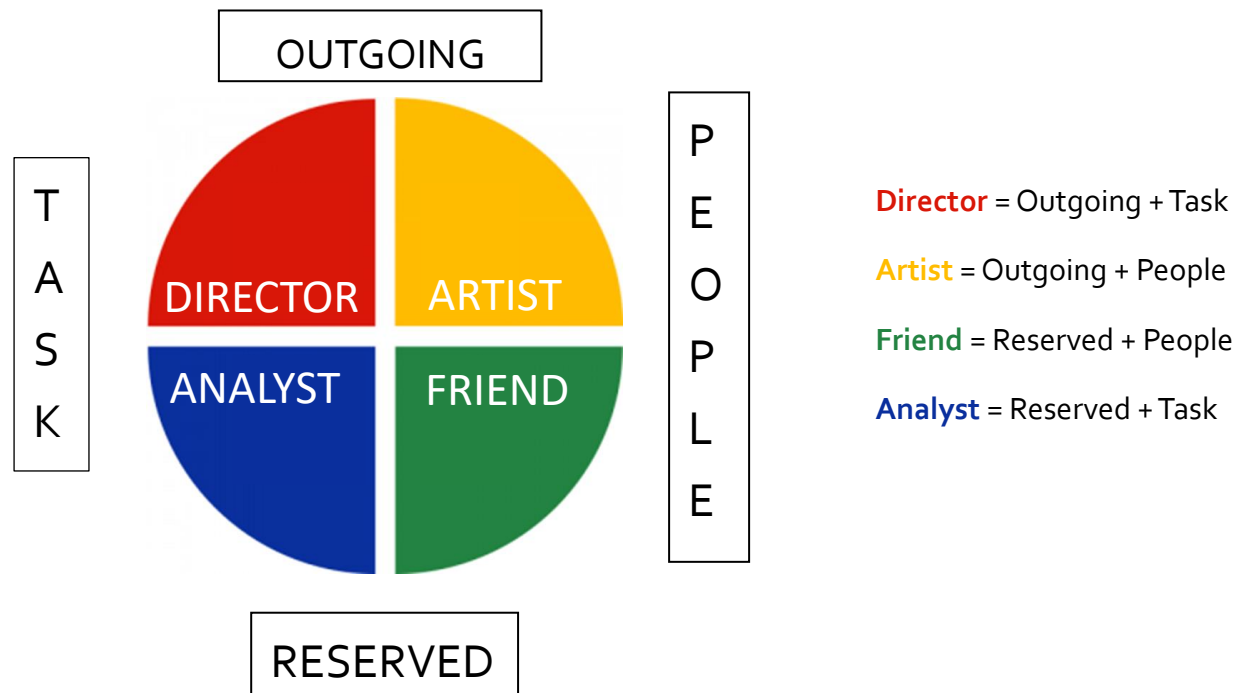 OUTGOING
T
A
S
K
DIRECTOR
ARTIST
ANALYST
FRIEND
P
E
O
P
L
E
RESERVED
Director = Outgoing + Task
Artist = Outgoing + People
Friend = Reserved + People
Analyst = Reserved + Task